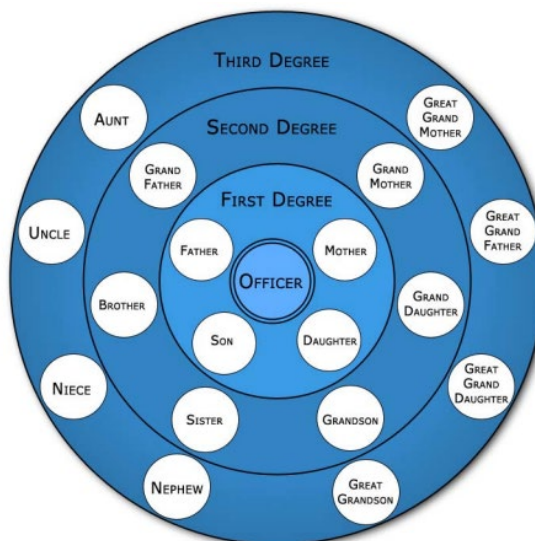 THIRD DEGREE
AUNT
GREAT
GRAND
MOTHER
SECOND DEGREE
GRAND
FATHER
GRAND
MOTHER
FIRST DEGREE
UNCLE
GREAT
GRAND
FATHER
FATHER
MOTHER
OFFICER
BROTHER
GRAND
DAUGHTER
SON
DAUGHTER
NIECE
GREAT
GRAND
DAUGHTER
SISTER
GRANDSON
NEPHEW
GREAT
GRANDSON